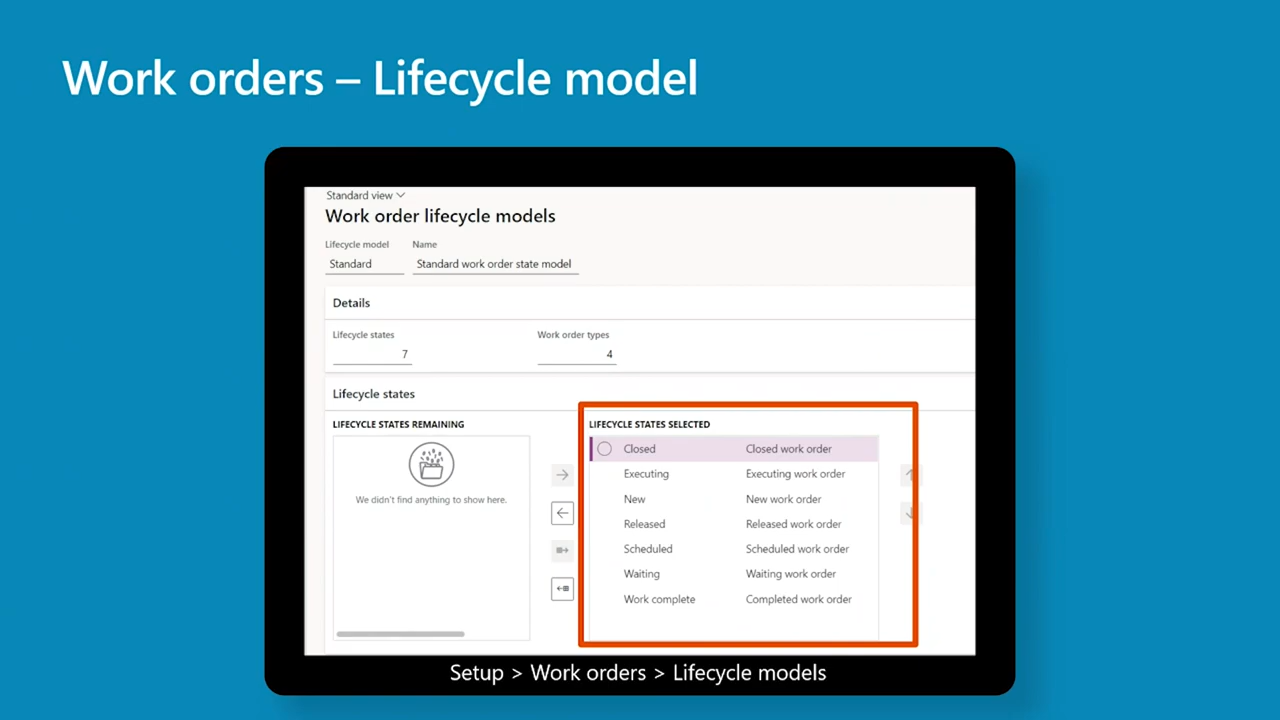 Work orders – Lifecycle model
Standard view
Work order lifecycle models
Lifecycle model Name
Standard Standard work order state model
Details
Lifecycle states Work order types
7 4
Lifecycle states
LIFECYCLE STATES REMAINING LIFECYCLE STATES SELECTED
We didn't find anything to show here.
Closed Closed work order
Executing Executing work order
New New work order
Released Released work order
Scheduled Scheduled work order
Waiting Waiting work order
Work complete Completed work order
Setup > Work orders > Lifecycle models